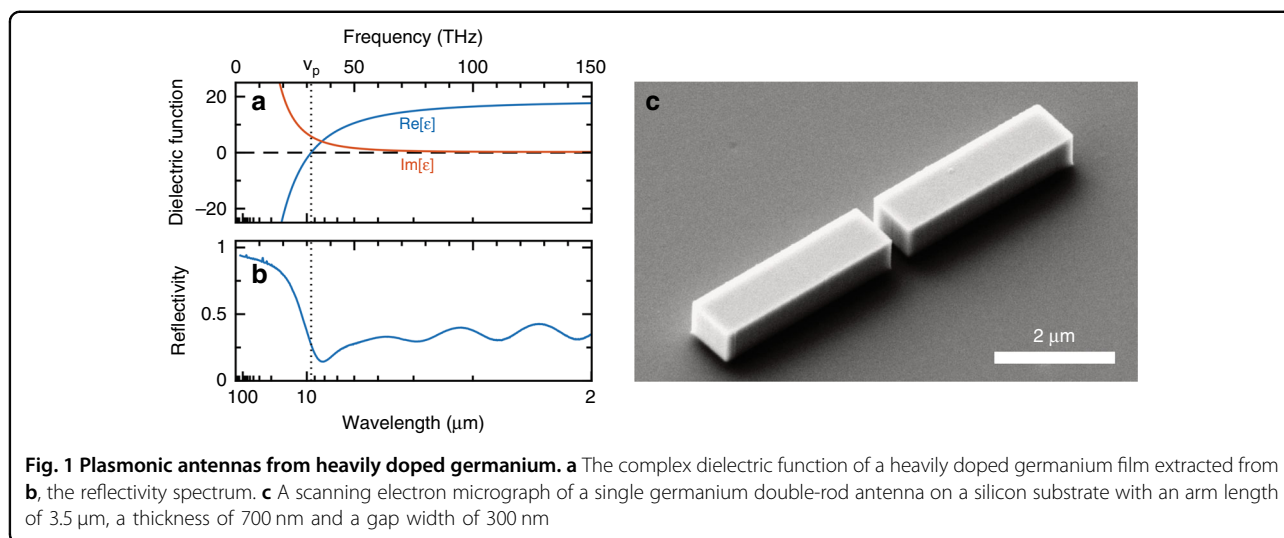 Frequency (THz)
0 νp 50 100 150
a
Dielectric function
20
0
−20
Re[ε]
Im[ε]
b
Reflectivity
1
0.5
0
100 10 2
Wavelength (μm)
c
2 μm
Fig. 1 Plasmonic antennas from heavily doped germanium. a The complex dielectric function of a heavily doped germanium film extracted from
b, the reflectivity spectrum. c A scanning electron micrograph of a single germanium double-rod antenna on a silicon substrate with an arm length
of 3.5 μm, a thickness of 700 nm and a gap width of 300 nm